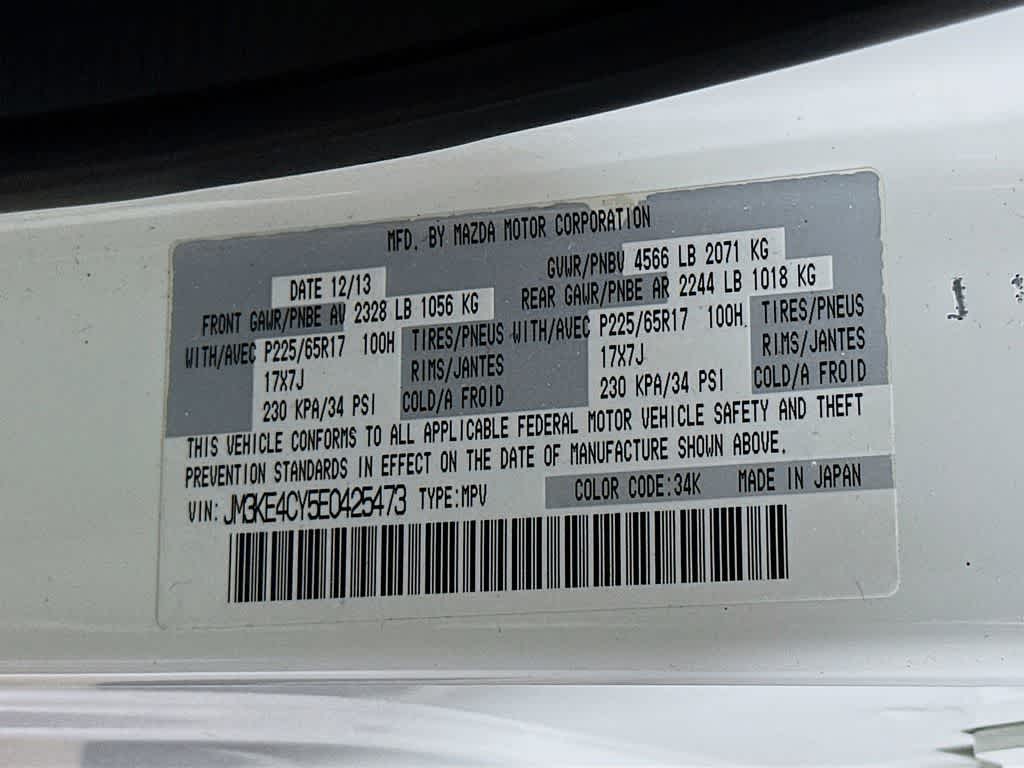 MFD. BY MAZDA MOTOR CORPORATION
DATE 12/13
GVWR/PNBV 4566 LB 2071 KG
FRONT GAWR/PNBE AV 2328 LB 1056 KG
REAR GAWR/PNBE AR 2244 LB 1018 KG
WITH/AVEC P225/65R17 100H TIRES/PNEUS
17X7J RIMS/JANTES
230 KPA/34 PSI COLD/A FROID
WITH/AVEC P225/65R17 100H TIRES/PNEUS
17X7J RIMS/JANTES
230 KPA/34 PSI COLD/A FROID
THIS VEHICLE CONFORMS TO ALL APPLICABLE FEDERAL MOTOR VEHICLE SAFETY AND THEFT
PREVENTION STANDARDS IN EFFECT ON THE DATE OF MANUFACTURE SHOWN ABOVE.
VIN: JM3KE4CY5E0425473 TYPE:MPV
COLOR CODE:34K MADE IN JAPAN